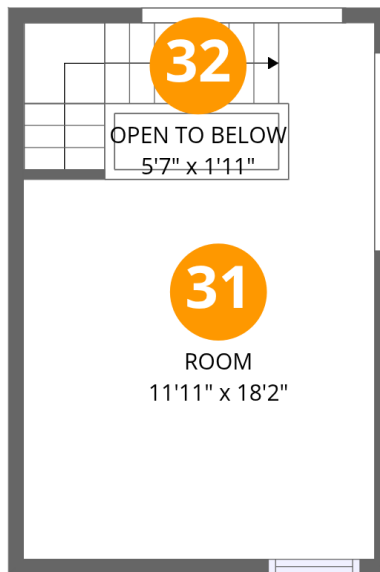 32
OPEN TO BELOW
5'7" x 1'11"
31
ROOM
11'11" x 18'2"